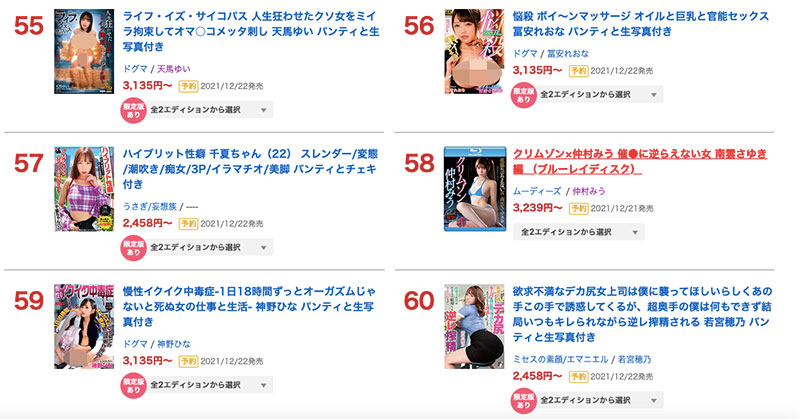 55
ライフ・イズ・サイコパス 人生狂わせたクソ女をミイ
ラ拘束してオマ〇コメッタ刺し 天馬ゆい パンティと生
写真付き
ドグマ / 天馬ゆい
3,135円～ 予約 2021/12/22発売
限定版
あり
全2エディションから選択
56
悩殺 ボイ～ンマッサージ オイルと巨乳と官能セックス
冨安れおな パンティと生写真付き
ドグマ / 冨安れおな
3,135円～ 予約 2021/12/22発売
限定版
あり
全2エディションから選択
57
ハイブリット性癖 千夏ちゃん（22） スレンダー/変態
/潮吹き/痴女/3P/イラマチオ/美脚 パンティとチェキ
付き
うさぎ/妄想族 / ----
2,458円～ 予約 2021/12/22発売
限定版
あり
全2エディションから選択
58
クリムゾン×仲村みう 催●に逆らえない女 南雲さゆき
編 （ブルーレイディスク）
ムーディーズ / 仲村みう
3,239円～ 予約 2021/12/21発売
全2エディションから選択
59
慢性イクイク中毒症-1日18時間ずっとオーガズムじゃ
ないと死ぬ女の仕事と生活- 神野ひな パンティと生写
真付き
ドグマ / 神野ひな
3,135円～ 予約 2021/12/22発売
限定版
あり
全2エディションから選択
60
欲求不満なデカ尻女上司は僕に襲ってほしいらしくあの
手この手で誘惑してくるが、超奥手の僕は何もできず結
局いつもキレられながら逆レ搾精される 若宮穂乃 パン
ティと生写真付き
ミセスの素顔/エマニエル / 若宮穂乃
2,458円～ 予約 2021/12/22発売
限定版
あり
全2エディションから選択